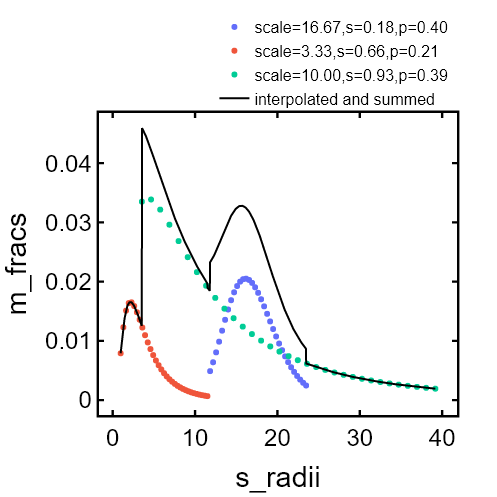 scale=16.67,s=0.18,p=0.40
scale=3.33,s=0.66,p=0.21
scale=10.00,s=0.93,p=0.39
interpolated and summed
m_fracs
0.04
0.03
0.02
0.01
0
0 10 20 30 40
s_radii